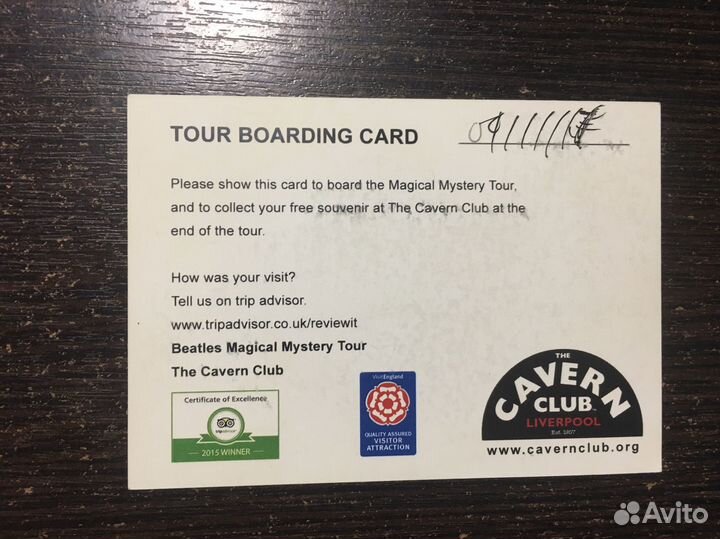 TOUR BOARDING CARD
Please show this card to board the Magical Mystery Tour,
and to collect your free souvenir at The Cavern Club at the
end of the tour.
How was your visit?
Tell us on trip advisor.
www.tripadvisor.co.uk/reviewit
Beatles Magical Mystery Tour
The Cavern Club
Certificate of Excellence
tripadvisor
2015 WINNER
VisitEngland
QUALITY ASSURED
VISITOR
ATTRACTION
THE
CAVERN
CLUB
LIVERPOOL
Est. 1957
www.cavernclub.org
Avito